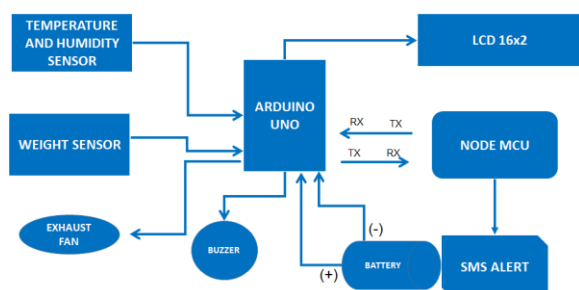 TEMPERATURE
AND HUMIDITY
SENSOR
LCD 16x2
ARDUINO
UNO
RX TX
TX RX
WEIGHT SENSOR
NODE MCU
EXHAUST
FAN
BUZZER
(-)
(+)
BATTERY
SMS ALERT